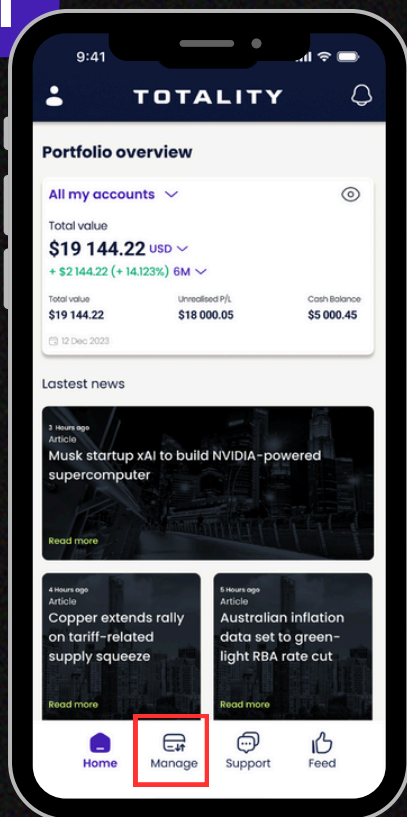 9:41
TOTALITY
Portfolio overview
All my accounts
Total value
$19 144.22 USD
+ $2 144.22 (+ 14.123%) 6M
Total value Unrealised P/L Cash Balance
$19 144.22 $18 000.05 $5 000.45
12 Dec 2023
Lastest news
3 Hours ago
Article
Musk startup xAI to build NVIDIA-powered
supercomputer
Read more
4 Hours ago
Article
Copper extends rally
on tariff-related
supply squeeze
Read more
5 Hours ago
Article
Australian inflation
data set to green-
light RBA rate cut
Read more
Home Manage Support Feed